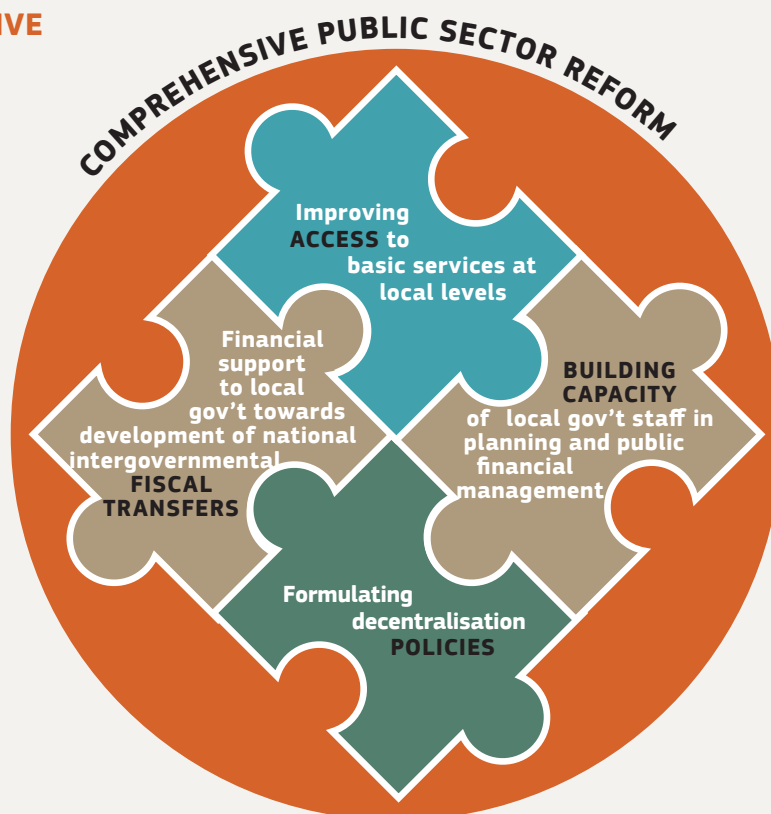 COMPREHENSIVE PUBLIC SECTOR REFORM
Improving
ACCESS to
basic services at
local levels
Financial
support
to local
gov't towards
development of national
intergovernmental
FISCAL
TRANSFERS
BUILDING
CAPACITY
of local gov't staff in
planning and public
financial
management
Formulating
decentralisation
POLICIES